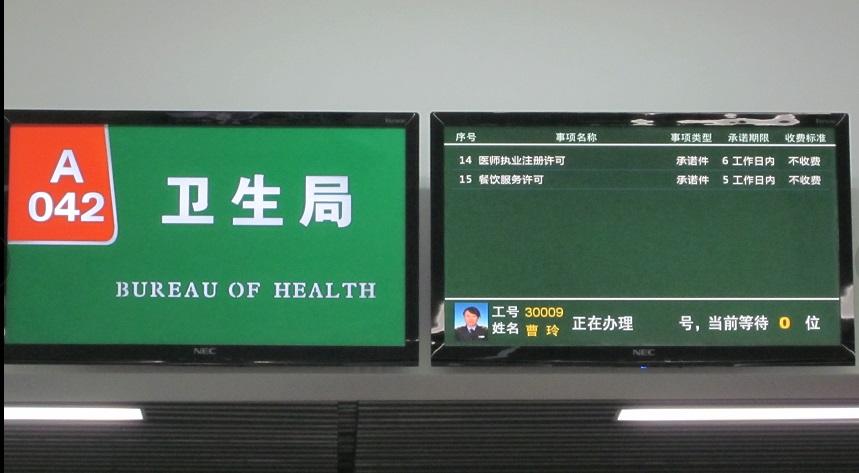 A
042
卫生局
BUREAU OF HEALTH
NEC
序号 事项名称 事项类型 承诺期限 收费标准
14 医师执业注册许可 承诺件 6 工作日内 不收费
15 餐饮服务许可 承诺件 5 工作日内 不收费
工号 30009
姓名 曹玲
正在办理 号，当前等待 0 位
NEC